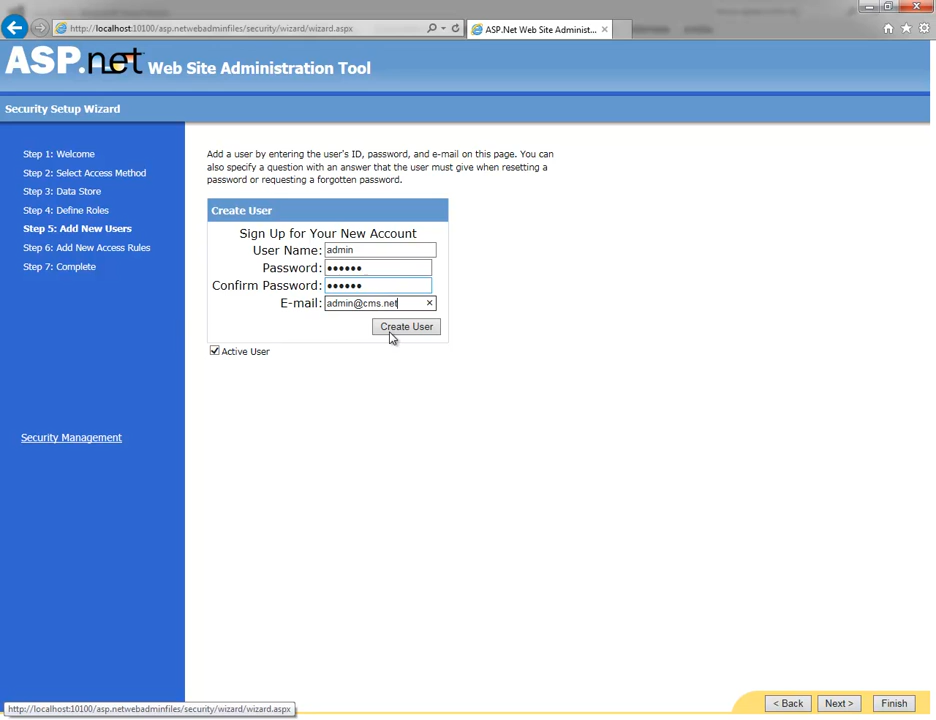 http://localhost:10100/asp.netwebadminfiles/security/wizard/wizard.aspx
ASP.Net Web Site Administ...
ASP.net Web Site Administration Tool
Security Setup Wizard
Step 1: Welcome
Step 2: Select Access Method
Step 3: Data Store
Step 4: Define Roles
Step 5: Add New Users
Step 6: Add New Access Rules
Step 7: Complete
Security Management
Add a user by entering the user's ID, password, and e-mail on this page. You can
also specify a question with an answer that the user must give when resetting a
password or requesting a forgotten password.
Create User
Sign Up for Your New Account
User Name: admin
Password: ••••••
Confirm Password: ••••••
E-mail: admin@cms.net
Create User
Active User
http://localhost:10100/asp.netwebadminfiles/security/wizard/wizard.aspx
< Back Next > Finish